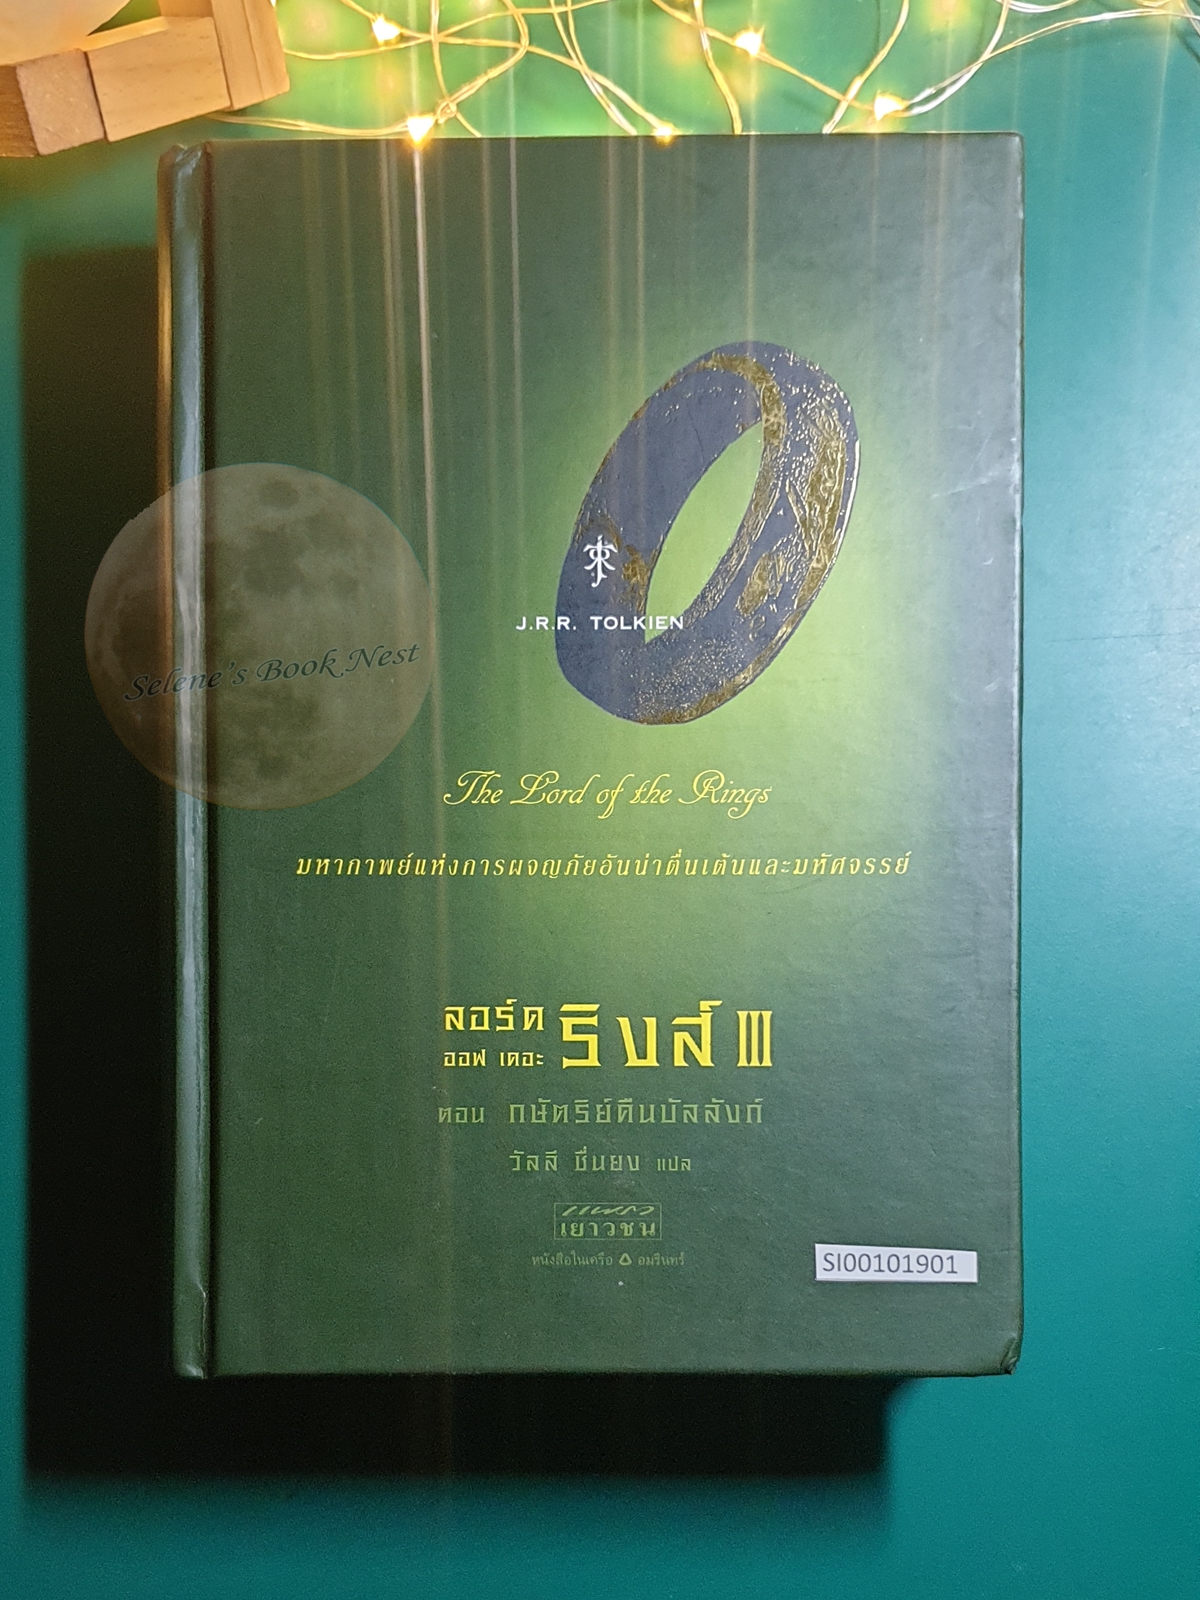 J.R.R. TOLKIEN
Selene's Book Nest
The Lord of the Rings
มหากาพย์แห่งการผจญภัยอันน่าตื่นเต้นและมหัศจรรย์
ลอร์ด
ออฟ เดอะ
ริงส์ III
ตอน กษัตริย์คืนบัลลังก์
วัลลี ชื่นยง แปล
แพรว
เยาวชน
หนังสือในเครือ อมรินทร์
SI00101901